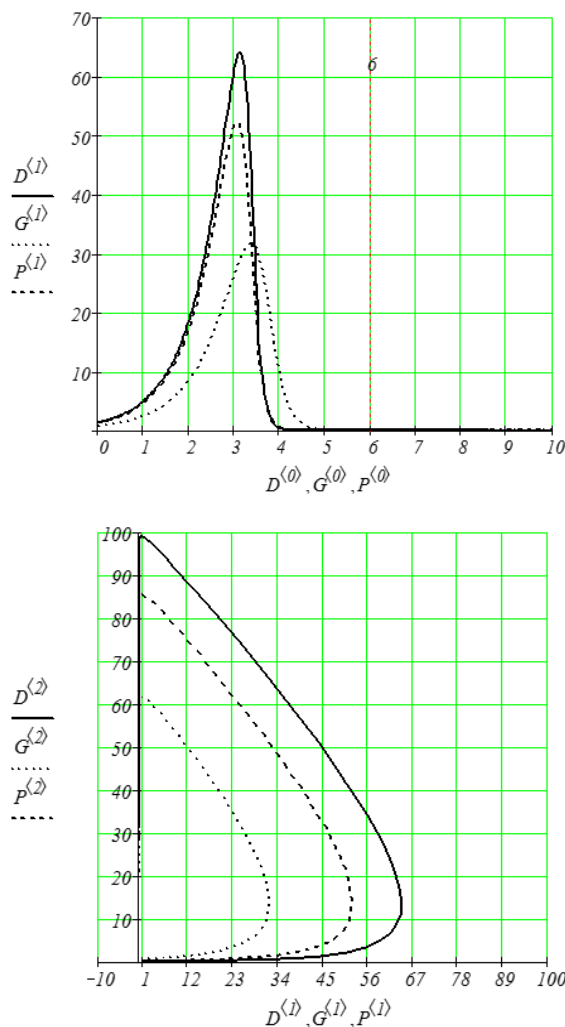 70
60
6
50
40
D⟨1⟩
G⟨1⟩
30
P⟨1⟩
20
10
0 1 2 3 4 5 6 7 8 9 10
D⟨0⟩ , G⟨0⟩ , P⟨0⟩
100
90
80
70
D⟨2⟩
60
G⟨2⟩
50
P⟨2⟩
40
30
20
10
−10 1 12 23 34 45 56 67 78 89 100
D⟨1⟩ , G⟨1⟩ , P⟨1⟩